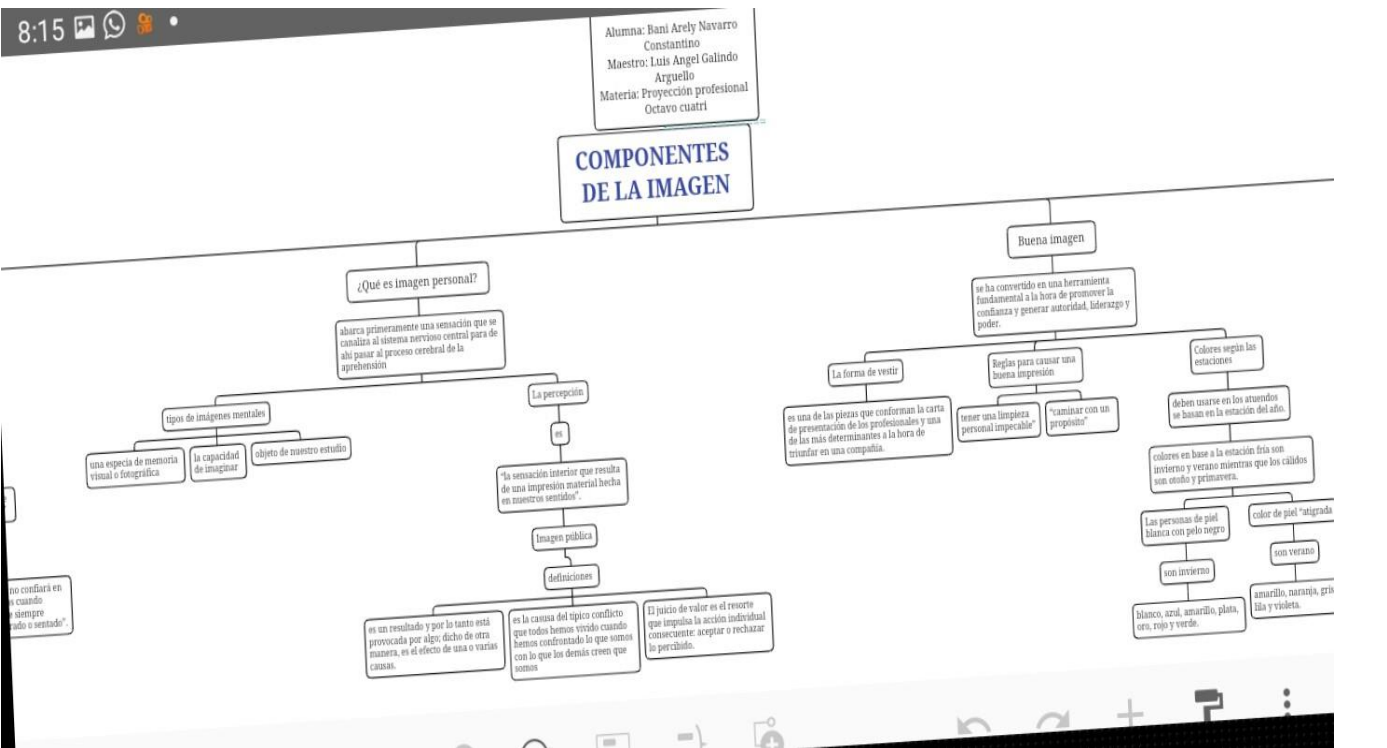 8:15
Alumna: Bani Arely Navarro
Constantino
Maestro: Luis Angel Galindo
Arguello
Materia: Proyección profesional
Octavo cuatri
COMPONENTES
DE LA IMAGEN
¿Qué es imagen personal?
abarca primeramente una sensación que se
canaliza al sistema nervioso central para de
ahi pasar al proceso cerebral de la
aprehensión
tipos de imágenes mentales
una especia de memoria
visual o fotográfica
la capacidad
de imaginar
objeto de nuestro estudio
La percepción
es
"la sensación interior que resulta
de una impresión material hecha
en nuestros sentidos".
Imagen pública
definiciones
es un resultado y por lo tanto está
provocada por algo; dicho de otra
manera, es el efecto de una o varias
causas.
es la casusa del típico conflicto
que todos hemos vivido cuando
hemos confrontado lo que somos
con lo que los demás creen que
somos
El juicio de valor es el resorte
que impulsa la acción individual
consecuente: aceptar o rechazar
lo percibido.
no confiará en
cuando
siempre
o sentado".
Buena imagen
se ha convertido en una herramienta
fundamental a la hora de promover la
confianza y generar autoridad, liderazgo y
poder.
La forma de vestir
es una de las piezas que conforman la carta
de presentación de los profesionales y una
de las más determinantes a la hora de
triunfar en una compañía.
Reglas para causar una
buena impresión
tener una limpieza
personal impecable"
"caminar con un
propósito"
Colores según las
estaciones
deben usarse en los atuendos
se basan en la estación del año.
colores en base a la estación fría son
invierno y verano mientras que los cálidos
son otoño y primavera.
Las personas de piel
blanca con pelo negro
son invierno
blanco, azul, amarillo, plata,
oro, rojo y verde.
color de piel "atigrada
son verano
amarillo, naranja, gris
lila y violeta.